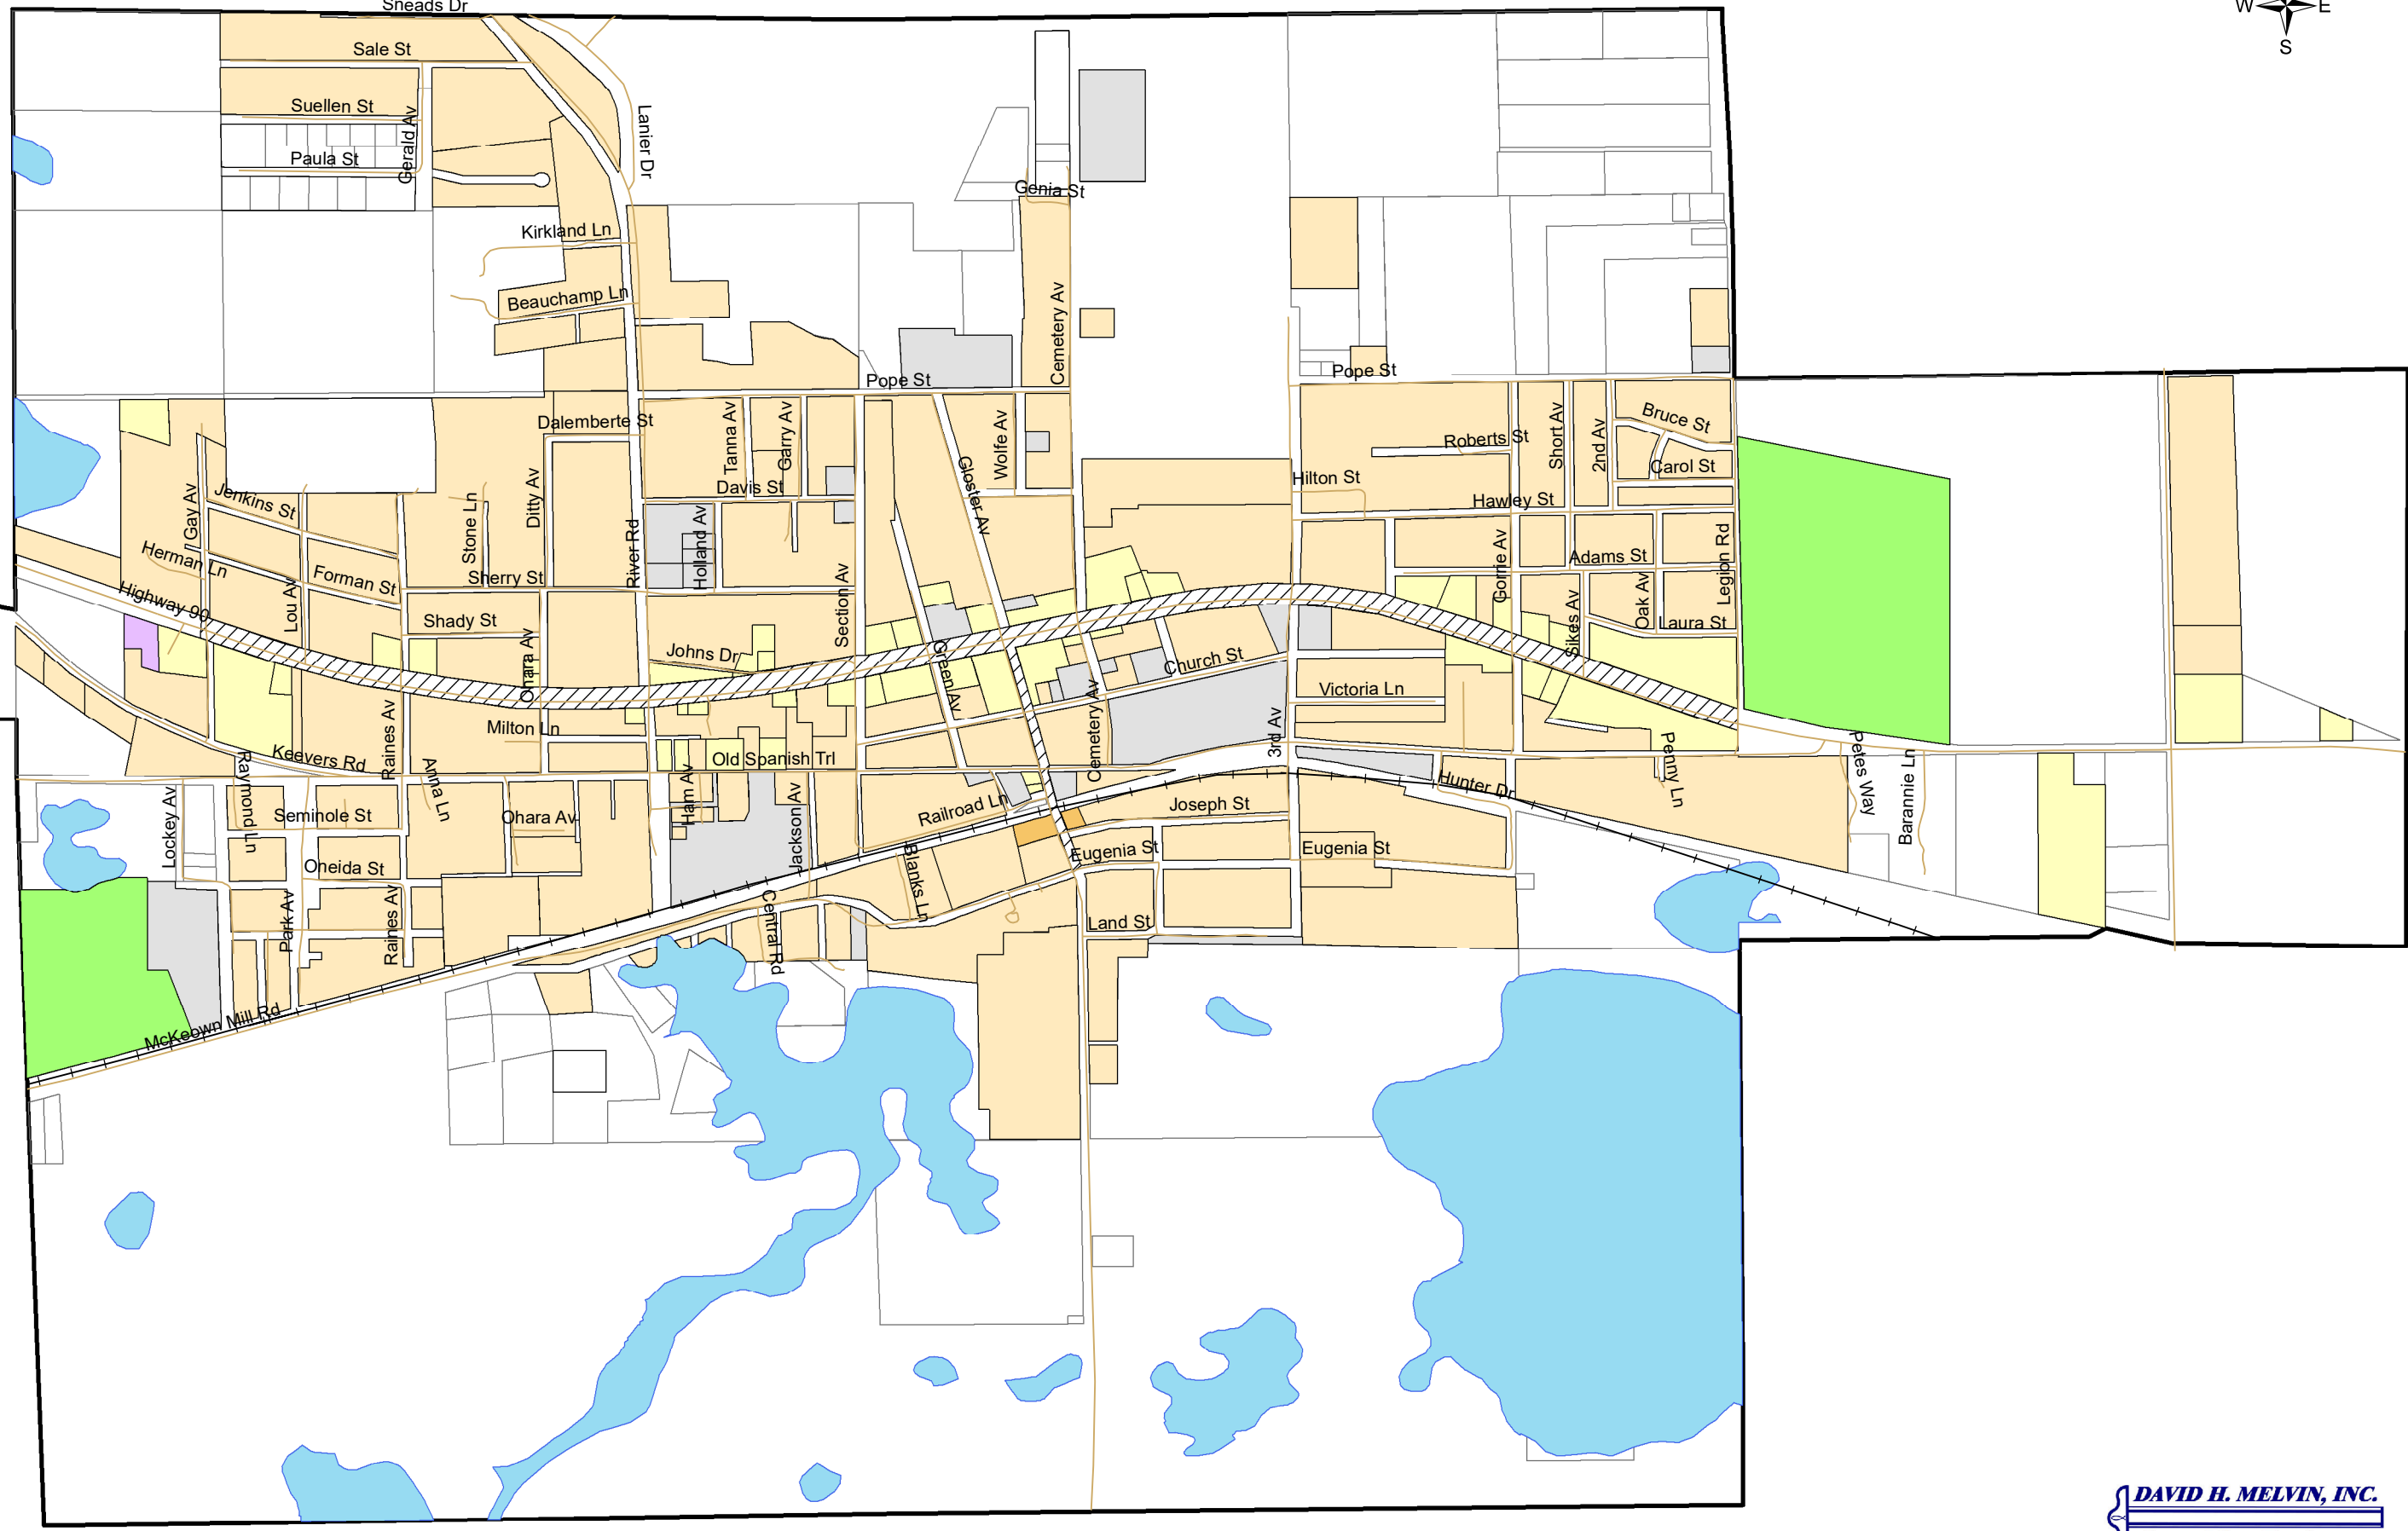 Sneads Dr
W E
S
Sale St
Suellen St
Gerald Av
Lanier Dr
Paula St
Genia St
Kirkland Ln
Beauchamp Ln
Cemetery Av
Pope St
Pope St
Dalemberte St
Tanna Av
Garry Av
Wolfe Av
Short Av
2nd Av
Bruce St
Roberts St
Carol St
Gay Av
Jenkins St
Stone Ln
Ditty Av
Davis St
Gloster Av
Hilton St
Hawley St
River Rd
Holland Av
Herman Ln
Forman St
Sherry St
Section Av
Gorrie Av
Adams St
Legion Rd
Highway 90
Lou Av
Shady St
Sikes Av
Oak Av
Laura St
Ohara Av
Johns Dr
Green Av
Church St
Victoria Ln
Raines Av
Milton Ln
Cemetery Av
3rd Av
Keevers Rd
Old Spanish Trl
Penny Ln
Petes Way
Barannie Ln
Lockey Av
Raymond Ln
Anna Ln
Seminole St
Ohara Av
Ham Av
Jackson Av
Railroad Ln
Joseph St
Hunter Dr
Oneida St
Blanks Ln
Eugenia St
Eugenia St
Park Av
Raines Av
Central Rd
Land St
McKeown Mill Rd
DAVID H. MELVIN, INC.